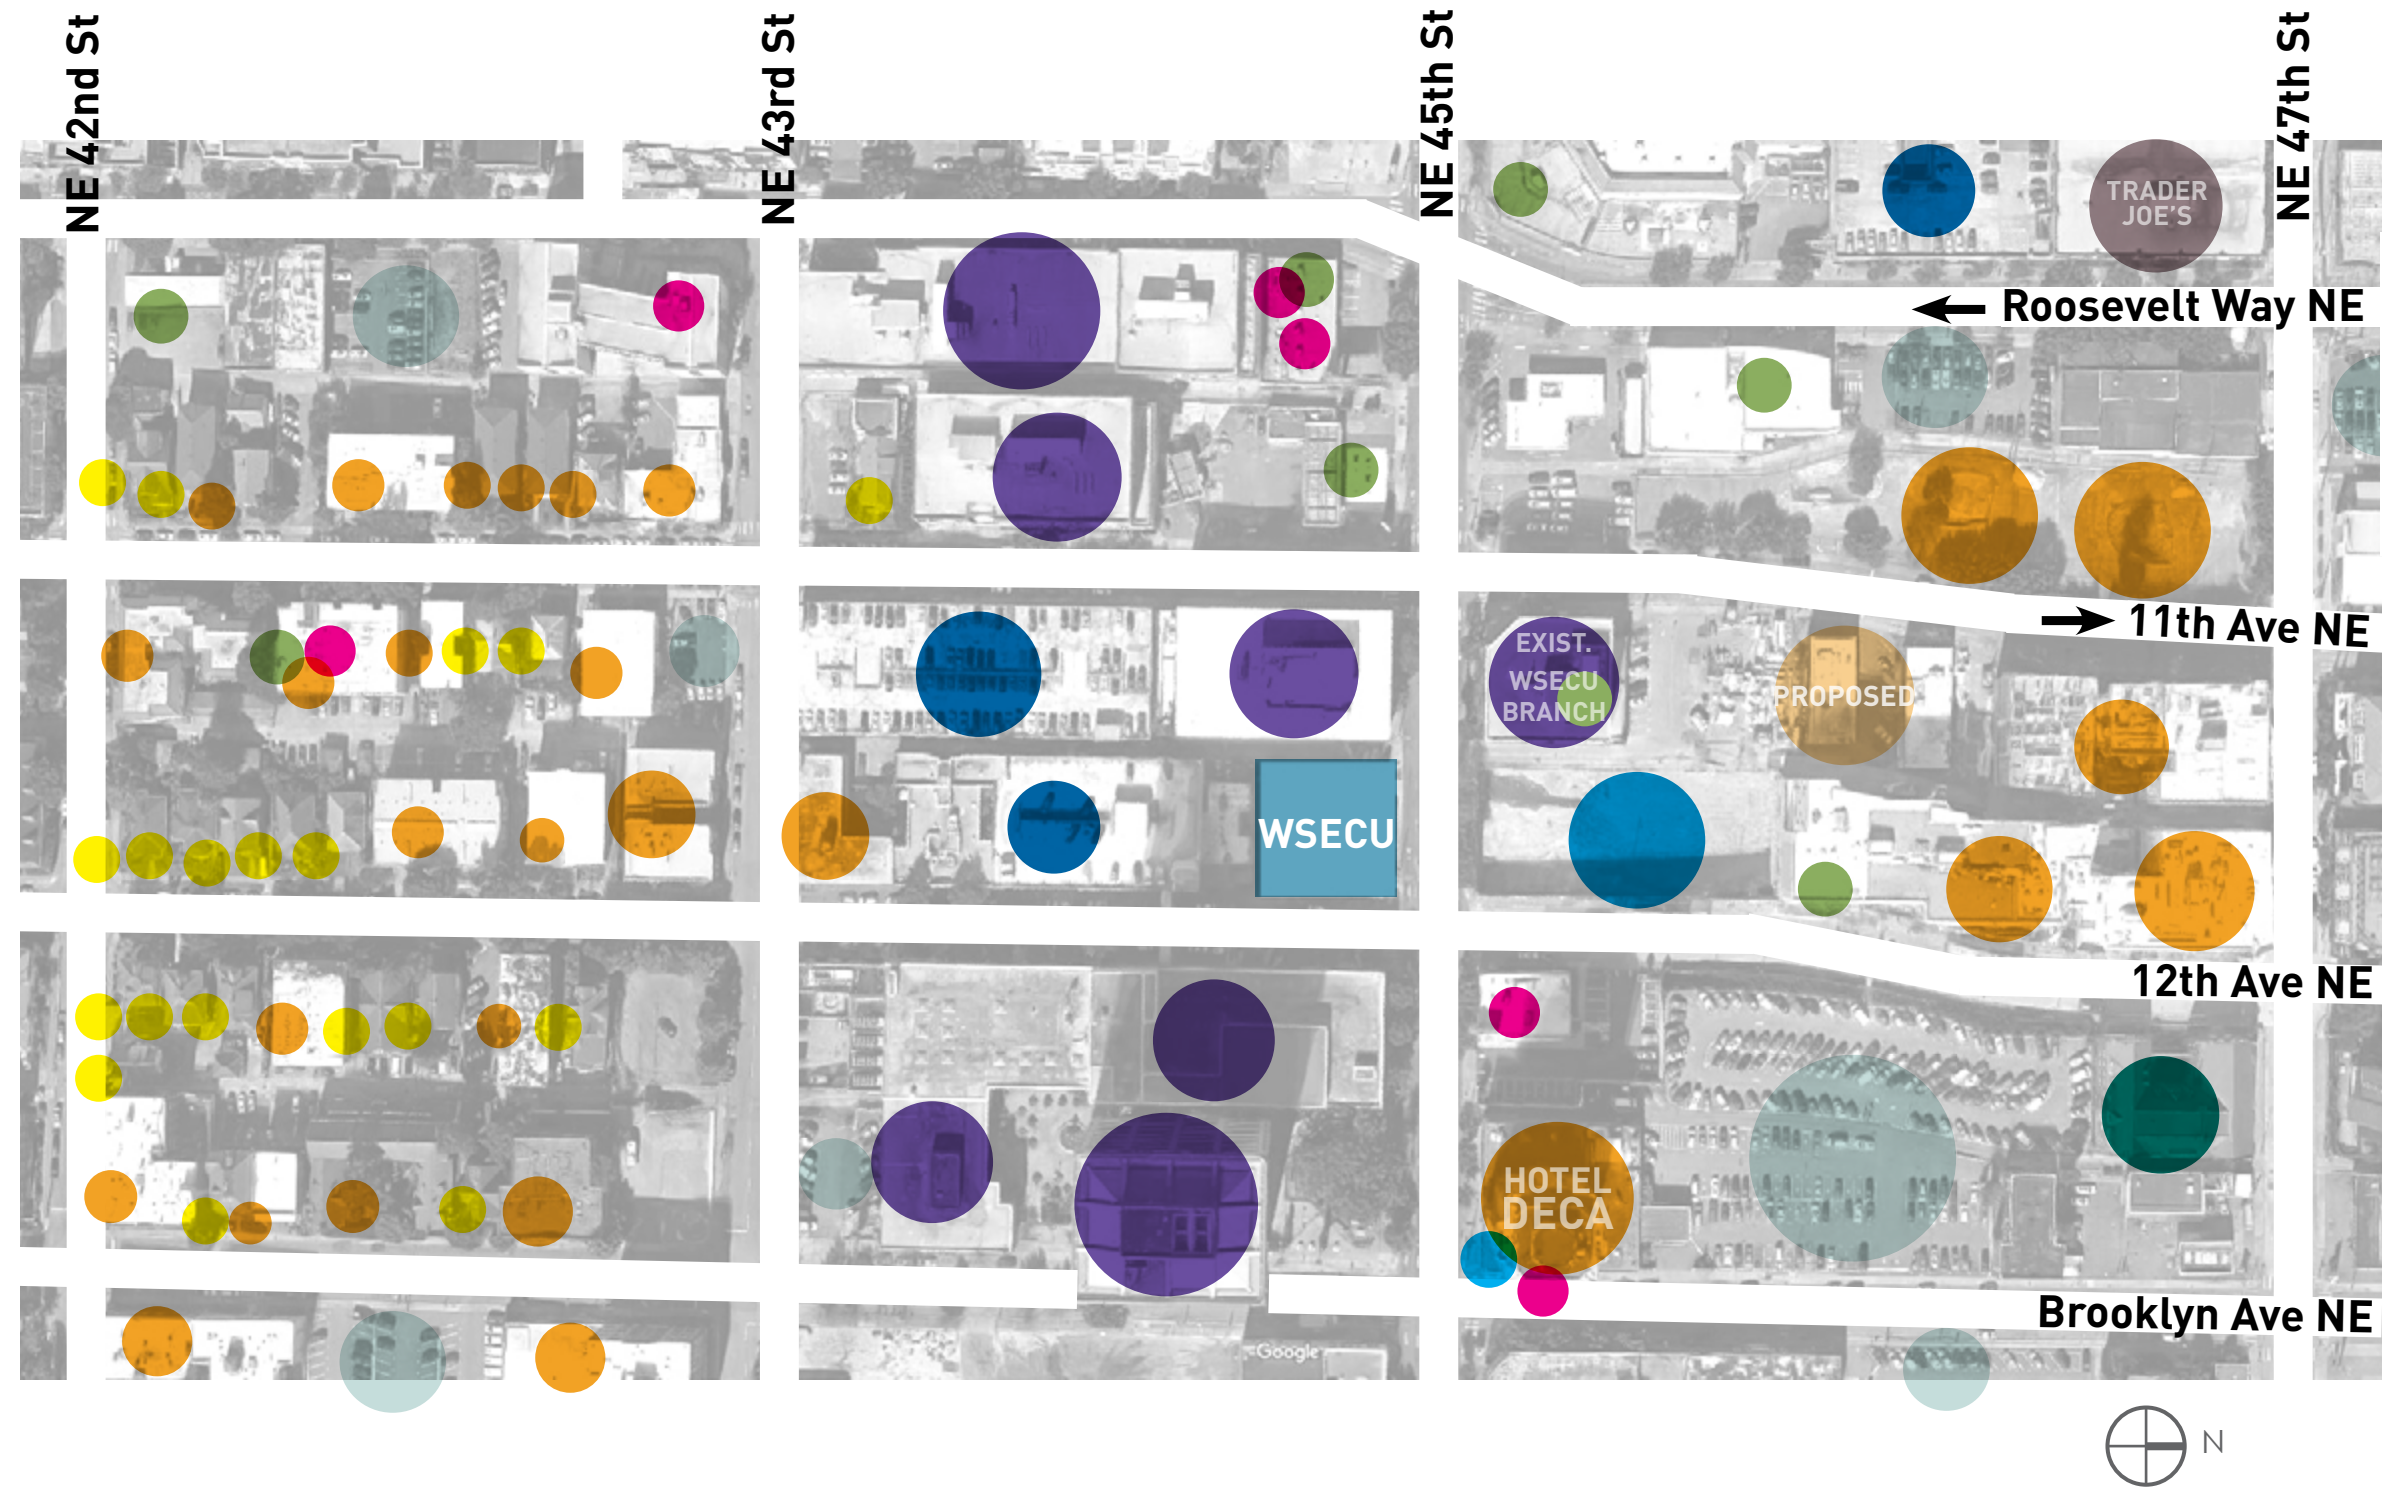 NE 42nd St
NE 43rd St
NE 45th St
NE 47th St
TRADER
JOE'S
Roosevelt Way NE
11th Ave NE
EXIST.
WSECU
BRANCH
PROPOSED
WSECU
12th Ave NE
HOTEL
DECA
Brooklyn Ave NE
Google
N